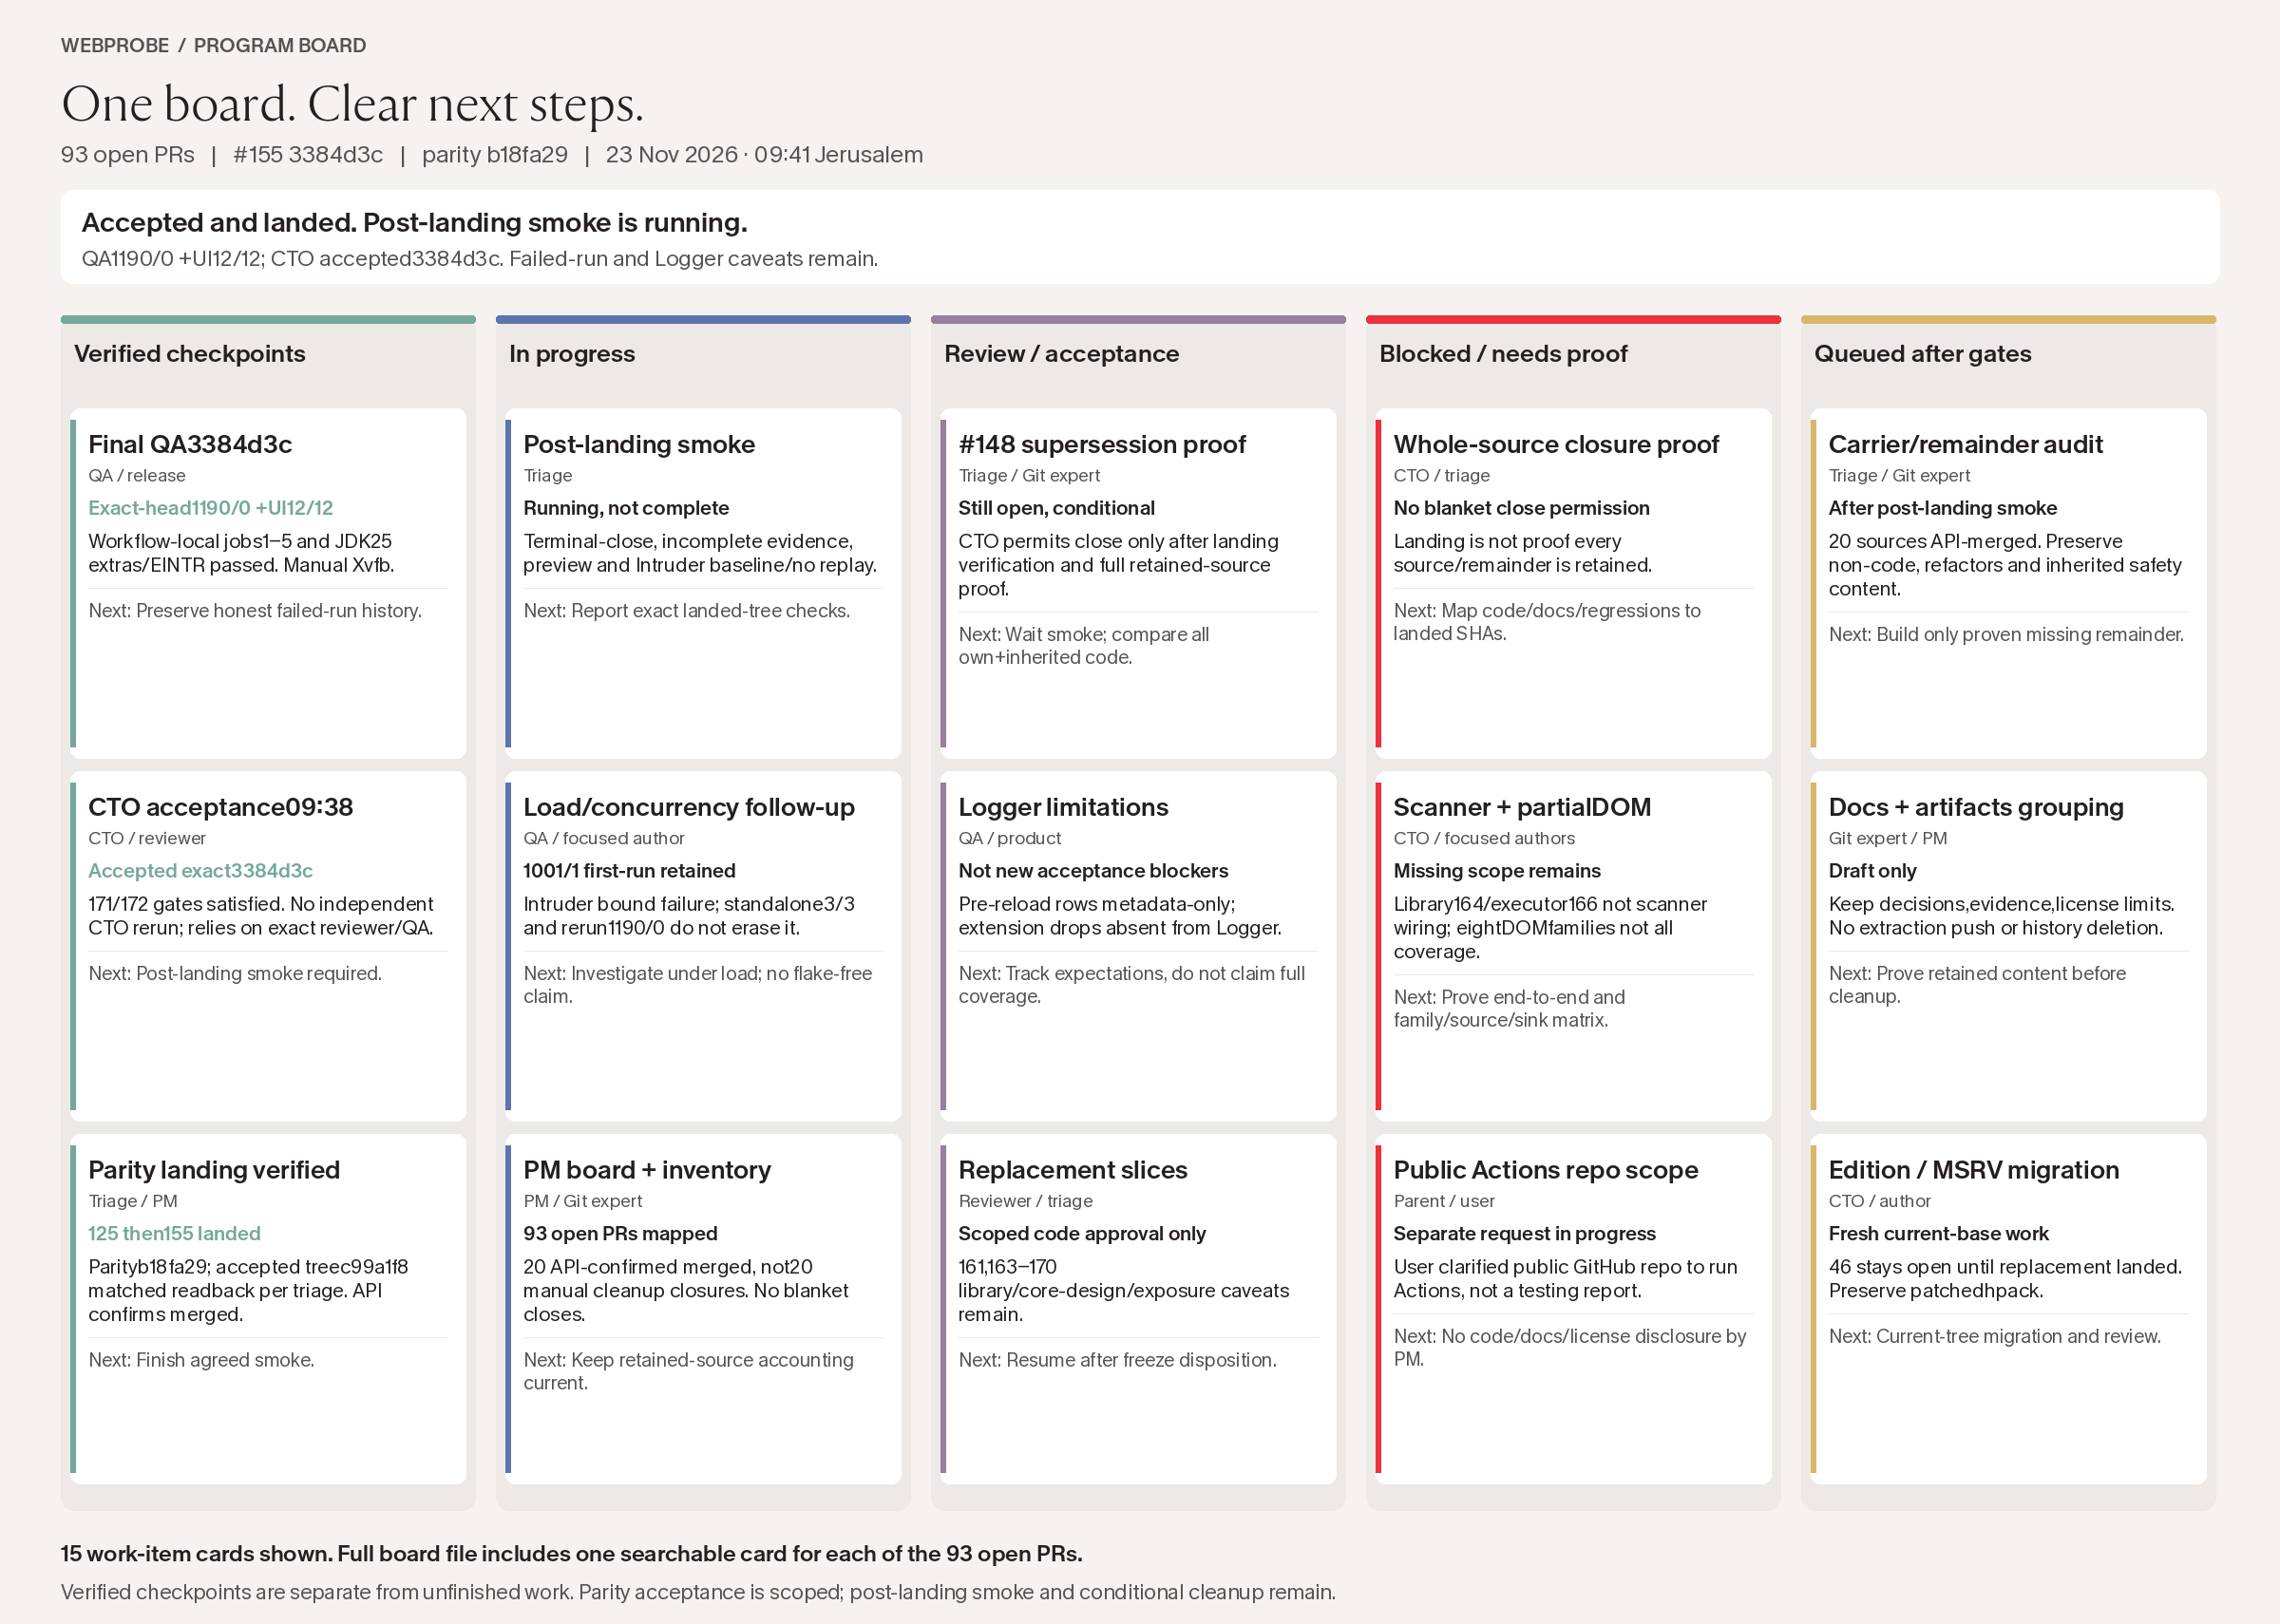 WEBPROBE / PROGRAM BOARD
One board. Clear next steps.
93 open PRs | #155 3384d3c | parity b18fa29 | 23 Nov 2026 · 09:41 Jerusalem
Accepted and landed. Post-landing smoke is running.
QA1190/0 +UI12/12; CTO accepted3384d3c. Failed-run and Logger caveats remain.
Verified checkpoints
Final QA3384d3c
QA / release
Exact-head1190/0 +UI12/12
Workflow-local jobs1–5 and JDK25
extras/EINTR passed. Manual Xvfb.
Next: Preserve honest failed-run history.
CTO acceptance09:38
CTO / reviewer
Accepted exact3384d3c
171/172 gates satisfied. No independent
CTO rerun; relies on exact reviewer/QA.
Next: Post-landing smoke required.
Parity landing verified
Triage / PM
125 then155 landed
Parityb18fa29; accepted treec99a1f8
matched readback per triage. API
confirms merged.
Next: Finish agreed smoke.
In progress
Post-landing smoke
Triage
Running, not complete
Terminal-close, incomplete evidence,
preview and Intruder baseline/no replay.
Next: Report exact landed-tree checks.
Load/concurrency follow-up
QA / focused author
1001/1 first-run retained
Intruder bound failure; standalone3/3
and rerun1190/0 do not erase it.
Next: Investigate under load; no flake-free
claim.
PM board + inventory
PM / Git expert
93 open PRs mapped
20 API-confirmed merged, not20
manual cleanup closures. No blanket
closes.
Next: Keep retained-source accounting
current.
Review / acceptance
#148 supersession proof
Triage / Git expert
Still open, conditional
CTO permits close only after landing
verification and full retained-source
proof.
Next: Wait smoke; compare all
own+inherited code.
Logger limitations
QA / product
Not new acceptance blockers
Pre-reload rows metadata-only;
extension drops absent from Logger.
Next: Track expectations, do not claim full
coverage.
Replacement slices
Reviewer / triage
Scoped code approval only
161,163–170
library/core-design/exposure caveats
remain.
Next: Resume after freeze disposition.
Blocked / needs proof
Whole-source closure proof
CTO / triage
No blanket close permission
Landing is not proof every
source/remainder is retained.
Next: Map code/docs/regressions to
landed SHAs.
Scanner + partialDOM
CTO / focused authors
Missing scope remains
Library164/executor166 not scanner
wiring; eightDOMfamilies not all
coverage.
Next: Prove end-to-end and
family/source/sink matrix.
Public Actions repo scope
Parent / user
Separate request in progress
User clarified public GitHub repo to run
Actions, not a testing report.
Next: No code/docs/license disclosure by
PM.
Queued after gates
Carrier/remainder audit
Triage / Git expert
After post-landing smoke
20 sources API-merged. Preserve
non-code, refactors and inherited safety
content.
Next: Build only proven missing remainder.
Docs + artifacts grouping
Git expert / PM
Draft only
Keep decisions,evidence,license limits.
No extraction push or history deletion.
Next: Prove retained content before
cleanup.
Edition / MSRV migration
CTO / author
Fresh current-base work
46 stays open until replacement landed.
Preserve patchedhpack.
Next: Current-tree migration and review.
15 work-item cards shown. Full board file includes one searchable card for each of the 93 open PRs.
Verified checkpoints are separate from unfinished work. Parity acceptance is scoped; post-landing smoke and conditional cleanup remain.